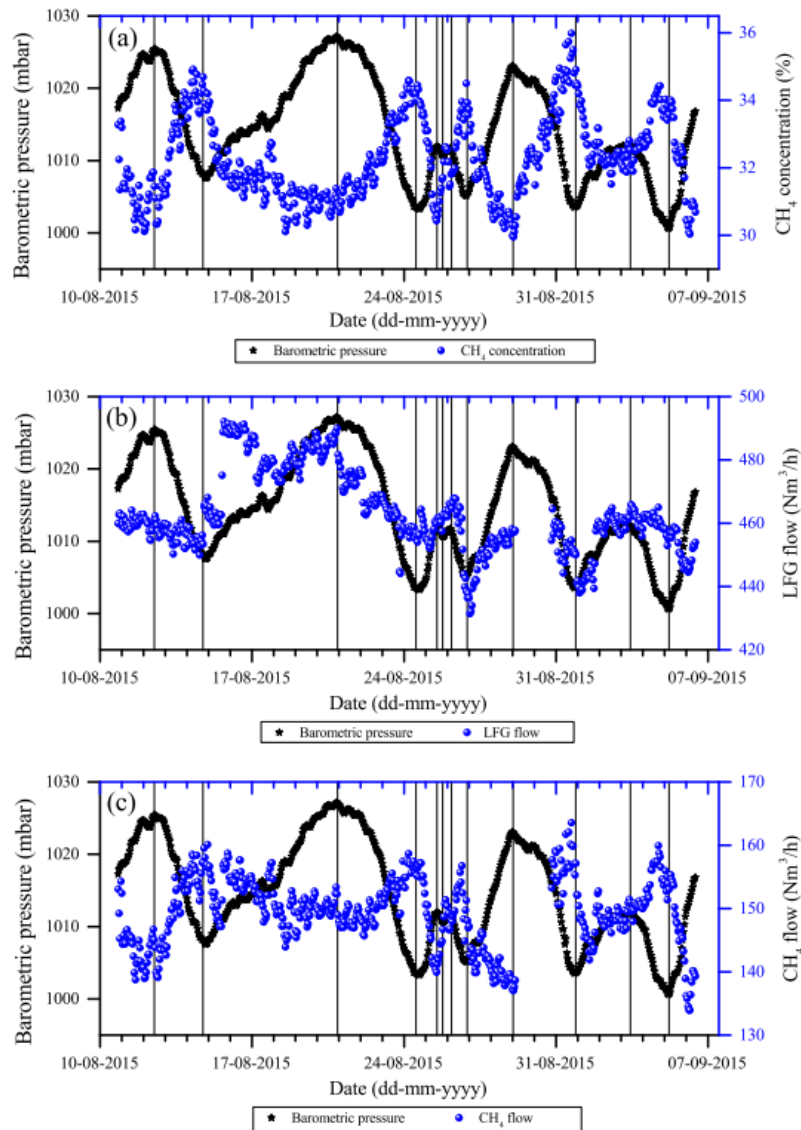 (a)
1030
1020
1010
1000
Barometric pressure (mbar)
36
34
32
30
CH₄ concentration (%)
10-08-2015 17-08-2015 24-08-2015 31-08-2015 07-09-2015
Date (dd-mm-yyyy)
Barometric pressure CH₄ concentration
(b)
1030
1020
1010
1000
Barometric pressure (mbar)
500
480
460
440
420
LFG flow (Nm³/h)
10-08-2015 17-08-2015 24-08-2015 31-08-2015 07-09-2015
Date (dd-mm-yyyy)
Barometric pressure LFG flow
(c)
1030
1020
1010
1000
Barometric pressure (mbar)
170
160
150
140
130
CH₄ flow (Nm³/h)
10-08-2015 17-08-2015 24-08-2015 31-08-2015 07-09-2015
Date (dd-mm-yyyy)
Barometric pressure CH₄ flow